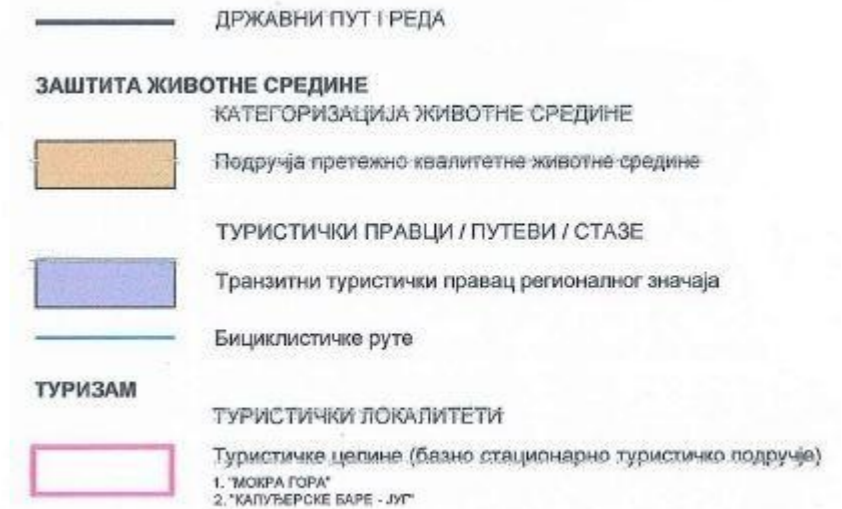 ДРЖАВНИ ПУТ I РЕДА
ЗАШТИТА ЖИВОТНЕ СРЕДИНЕ
КАТЕГОРИЗАЦИЈА ЖИВОТНЕ СРЕДИНЕ
Подручја претежно квалитетне животне средине
ТУРИСТИЧКИ ПРАВЦИ / ПУТЕВИ / СТАЗЕ
Транзитни туристички правац регионалног значаја
Бициклистичке руте
ТУРИЗАМ
ТУРИСТИЧКИ ЛОКАЛИТЕТИ
Туристичке целине (базно стационарно туристичко подручје)
1. "МОКРА ГОРА"
2. "КАЛУЂЕРСКЕ БАРЕ - ЈУГ"